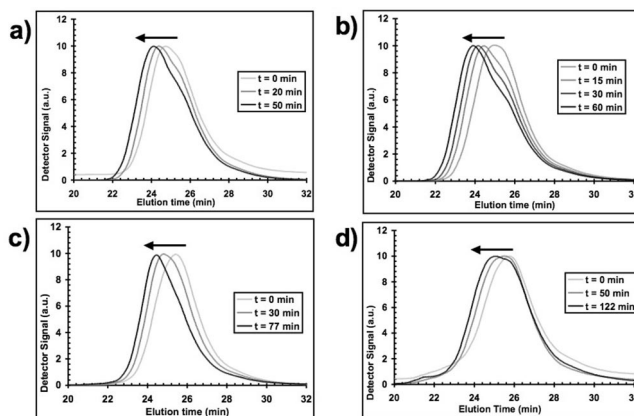 a)
10
8
6
4
2
0
Detector Signal (a.u.)
20 22 24 26 28 30 32
Elution time (min)
t = 0 min
t = 20 min
t = 50 min
b)
10
8
6
4
2
0
Detector Signal (a.u.)
20 22 24 26 28 30 32
Elution time (min)
t = 0 min
t = 15 min
t = 30 min
t = 60 min
c)
10
8
6
4
2
0
Detector Signal (a.u.)
20 22 24 26 28 30 32
Elution time (min)
t = 0 min
t = 30 min
t = 77 min
d)
10
8
6
4
2
0
Detector Signal (a.u.)
20 22 24 26 28 30 32
Elution Time (min)
t = 0 min
t = 50 min
t = 122 min